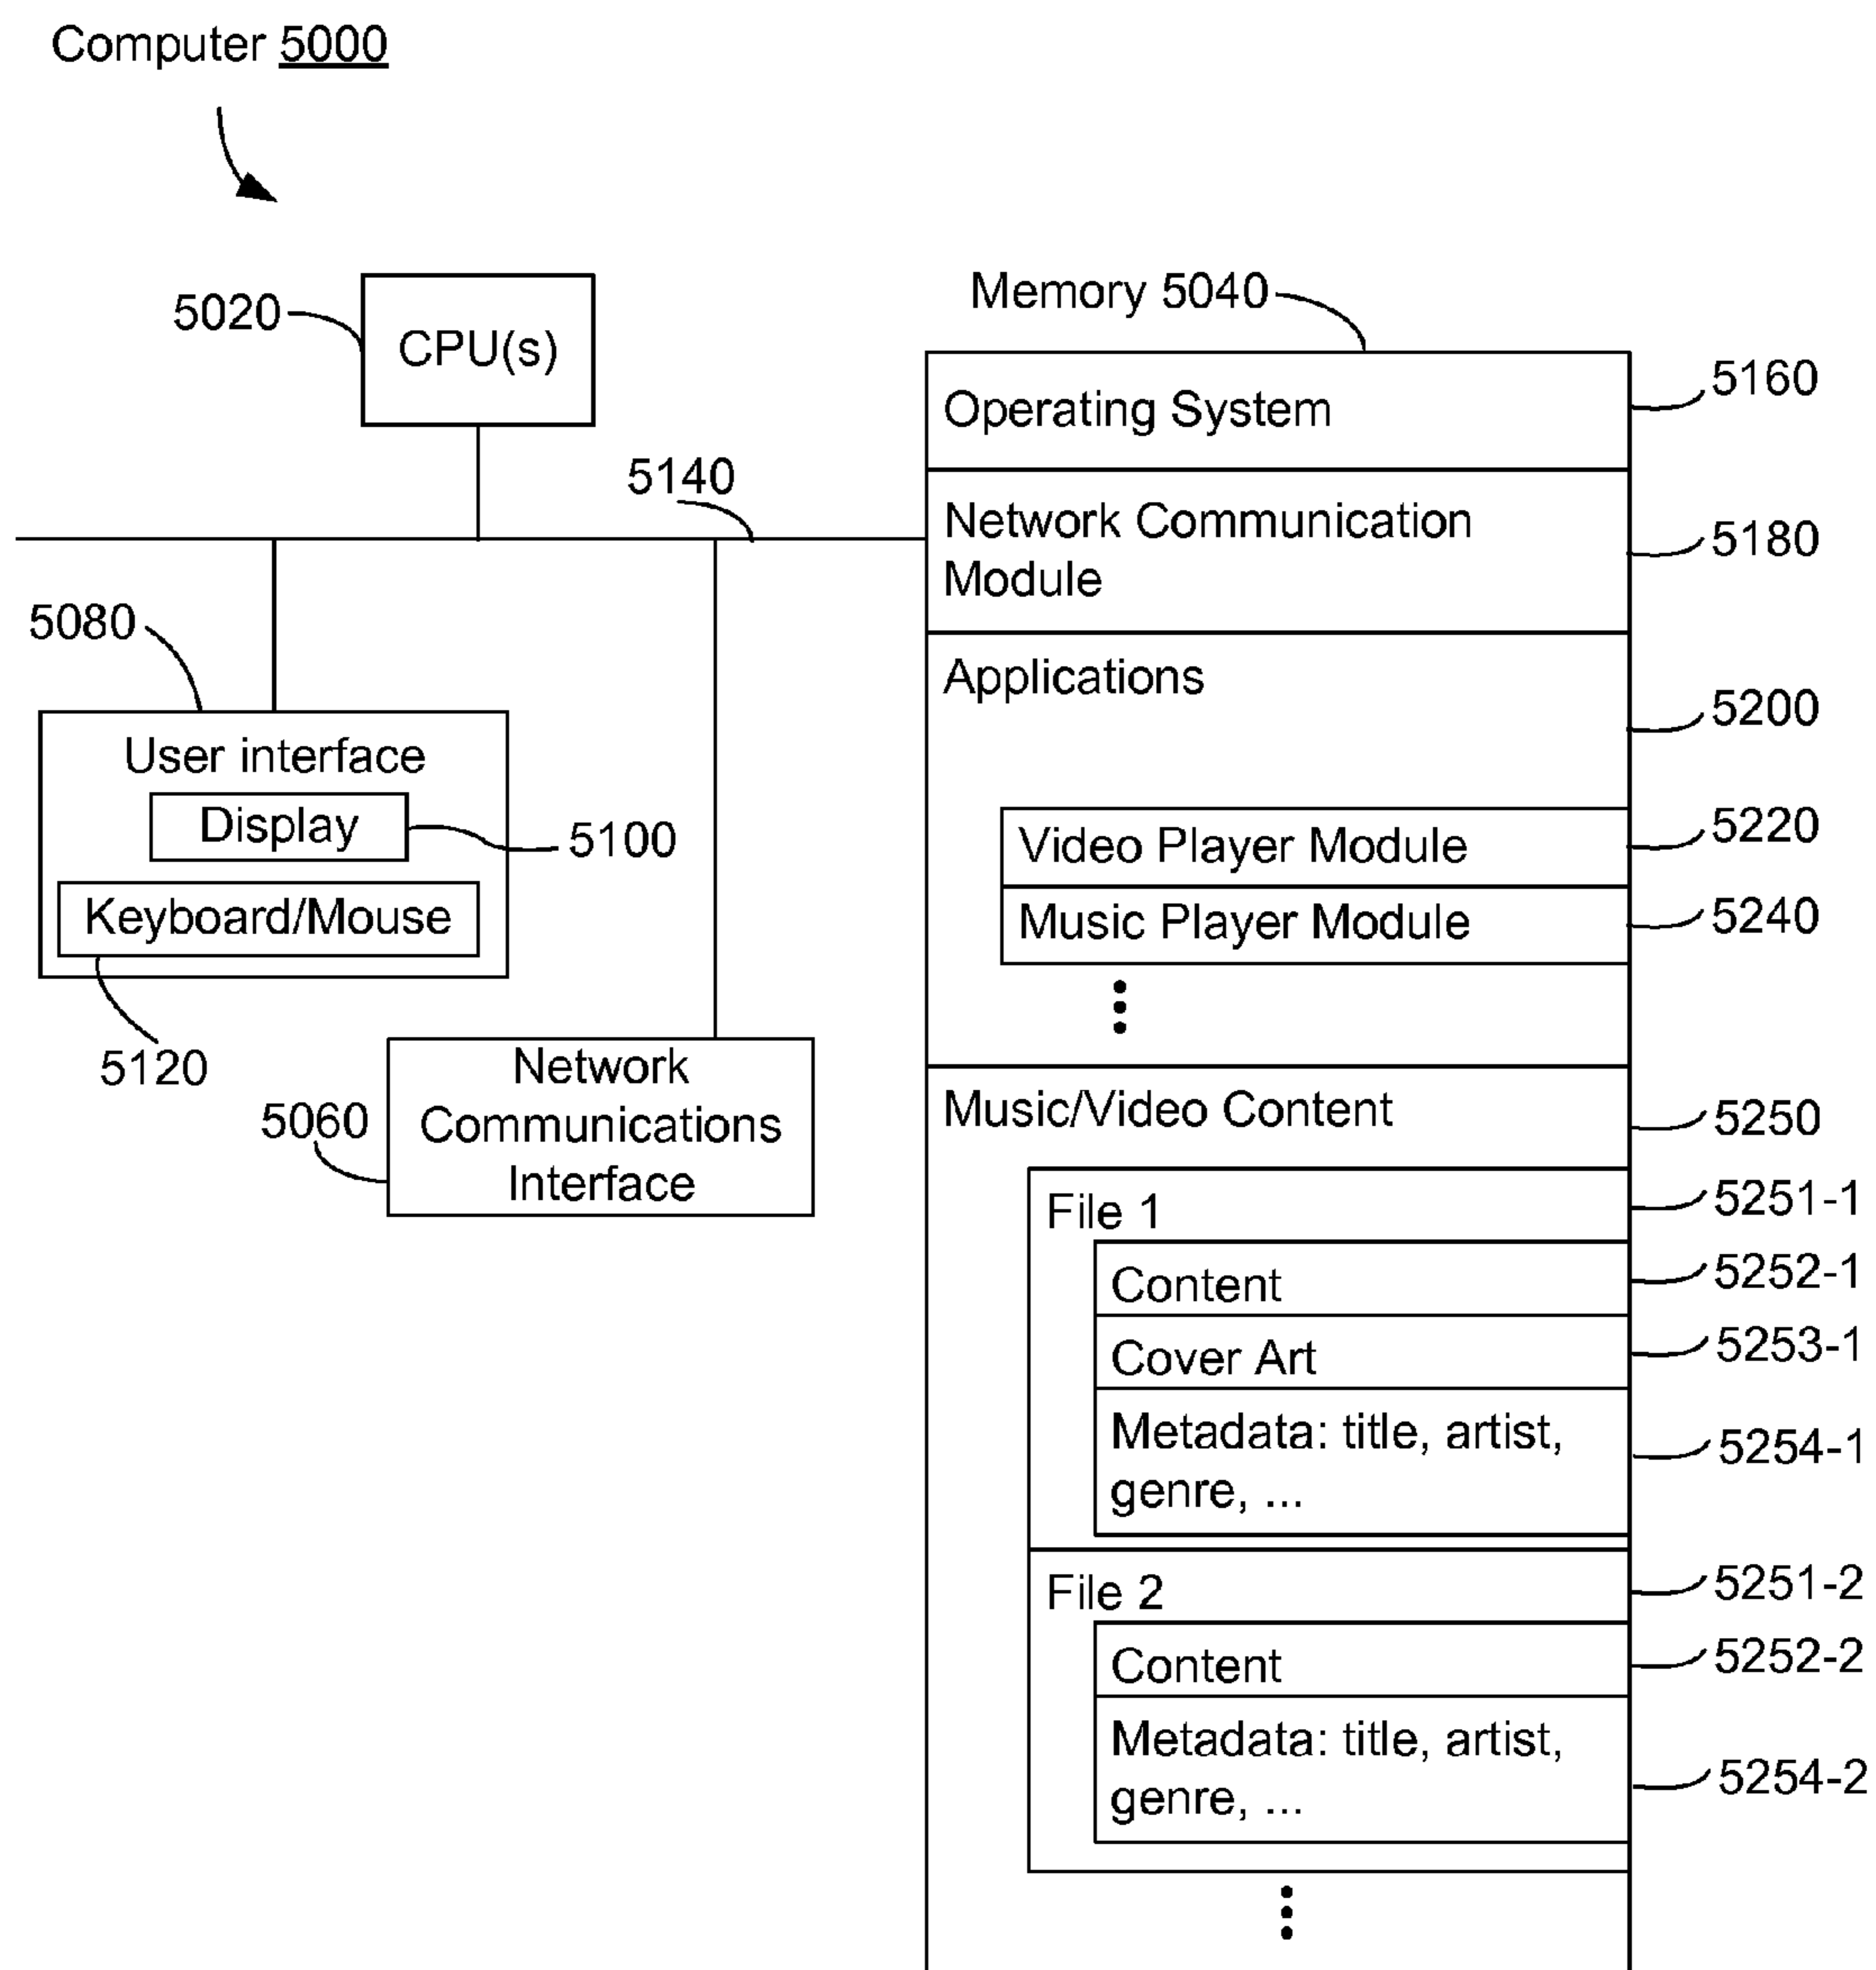 Computer 5000
5020
CPU(s)
5140
5080
User interface
Display
5100
Keyboard/Mouse
5120
5060
Network
Communications
Interface
Memory 5040
Operating System
5160
Network Communication
Module
5180
Applications
5200
Video Player Module
5220
Music Player Module
5240
Music/Video Content
5250
File 1
5251-1
Content
5252-1
Cover Art
5253-1
Metadata: title, artist,
genre, ...
5254-1
File 2
5251-2
Content
5252-2
Metadata: title, artist,
genre, ...
5254-2